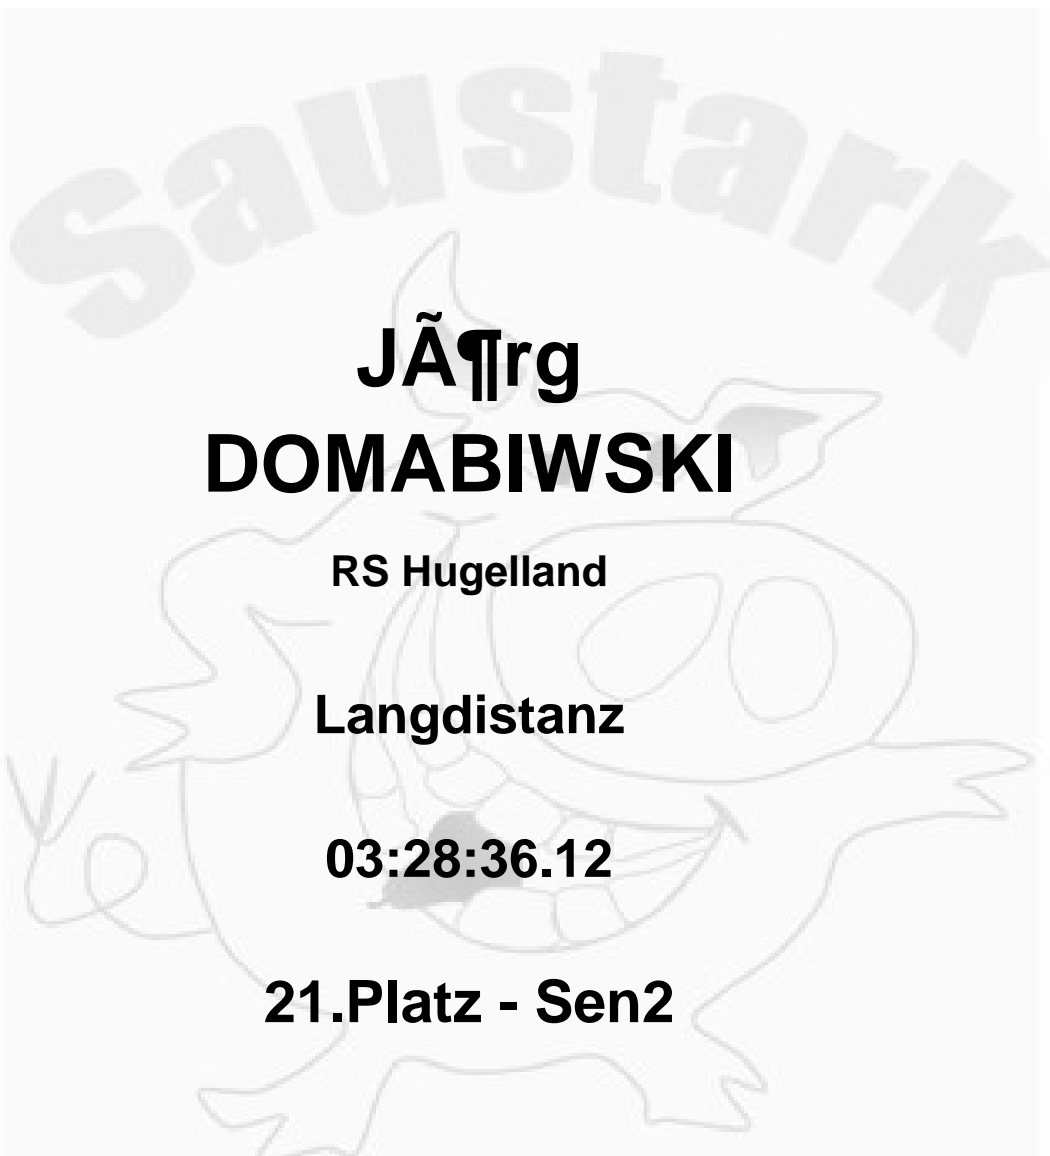 Saustark
JÃ¶rg
DOMABIWSKI
RS Hugelland
Langdistanz
03:28:36.12
21.Platz - Sen2